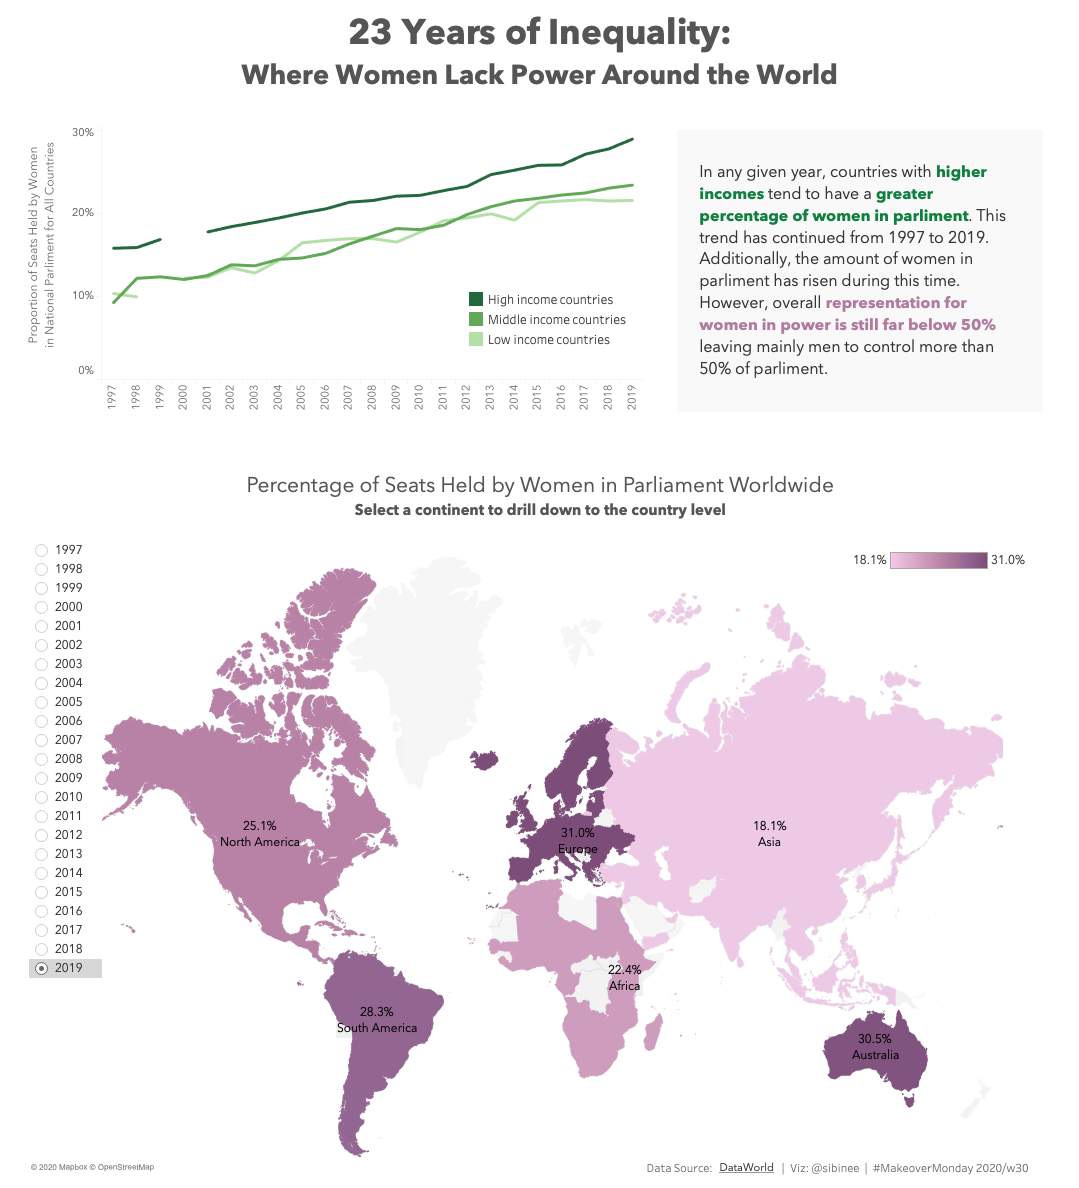 23 Years of Inequality:
Where Women Lack Power Around the World
Proportion of Seats Held by Women
in National Parliment for All Countries
30%
20%
10%
0%
High income countries
Middle income countries
Low income countries
1997
1998
1999
2000
2001
2002
2003
2004
2005
2006
2007
2008
2009
2010
2011
2012
2013
2014
2015
2016
2017
2018
2019
In any given year, countries with higher
incomes tend to have a greater
percentage of women in parliment. This
trend has continued from 1997 to 2019.
Additionally, the amount of women in
parliment has risen during this time.
However, overall representation for
women in power is still far below 50%
leaving mainly men to control more than
50% of parliment.
Percentage of Seats Held by Women in Parliament Worldwide
Select a continent to drill down to the country level
1997
1998
1999
2000
2001
2002
2003
2004
2005
2006
2007
2008
2009
2010
2011
2012
2013
2014
2015
2016
2017
2018
2019
18.1% 31.0%
25.1%
North America
31.0%
Europe
18.1%
Asia
22.4%
Africa
28.3%
South America
30.5%
Australia
© 2020 Mapbox © OpenStreetMap
Data Source: DataWorld | Viz: @sibinee | #MakeoverMonday 2020/w30